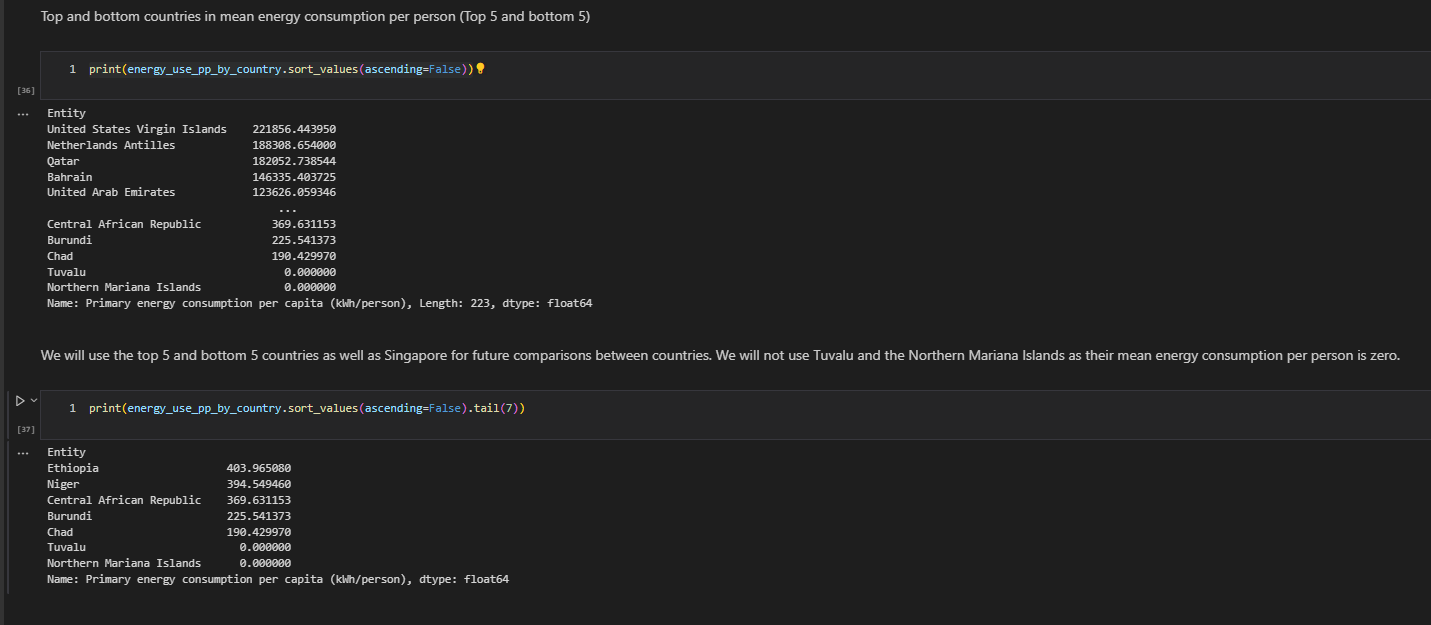 Top and bottom countries in mean energy consumption per person (Top 5 and bottom 5)
1 print(energy_use_pp_by_country.sort_values(ascending=False))
[36]
... Entity
United States Virgin Islands    221856.443950
Netherlands Antilles            188308.654000
Qatar                           182052.738544
Bahrain                         146335.403725
United Arab Emirates            123626.059346
                                    ...
Central African Republic           369.631153
Burundi                            225.541373
Chad                               190.429970
Tuvalu                               0.000000
Northern Mariana Islands             0.000000
Name: Primary energy consumption per capita (kWh/person), Length: 223, dtype: float64
We will use the top 5 and bottom 5 countries as well as Singapore for future comparisons between countries. We will not use Tuvalu and the Northern Mariana Islands as their mean energy consumption per person is zero.
1 print(energy_use_pp_by_country.sort_values(ascending=False).tail(7))
[37]
... Entity
Ethiopia                    403.965080
Niger                       394.549460
Central African Republic    369.631153
Burundi                     225.541373
Chad                        190.429970
Tuvalu                        0.000000
Northern Mariana Islands      0.000000
Name: Primary energy consumption per capita (kWh/person), dtype: float64